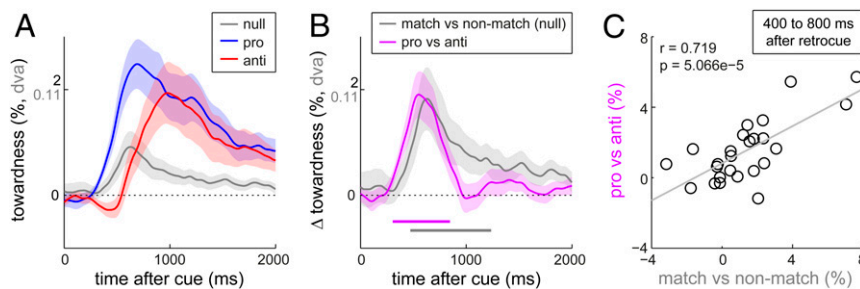 A
null
pro
anti
towardness (%, dva)
2
0.11
0
0
1000
2000
time after cue (ms)
B
match vs non-match (null)
pro vs anti
Δ towardness (%, dva)
2
0.11
0
0
1000
2000
time after cue (ms)
C
400 to 800 ms
after retrocue
r = 0.719
p = 5.066e-5
pro vs anti (%)
8
4
0
−4
−4
0
4
8
match vs non-match (%)